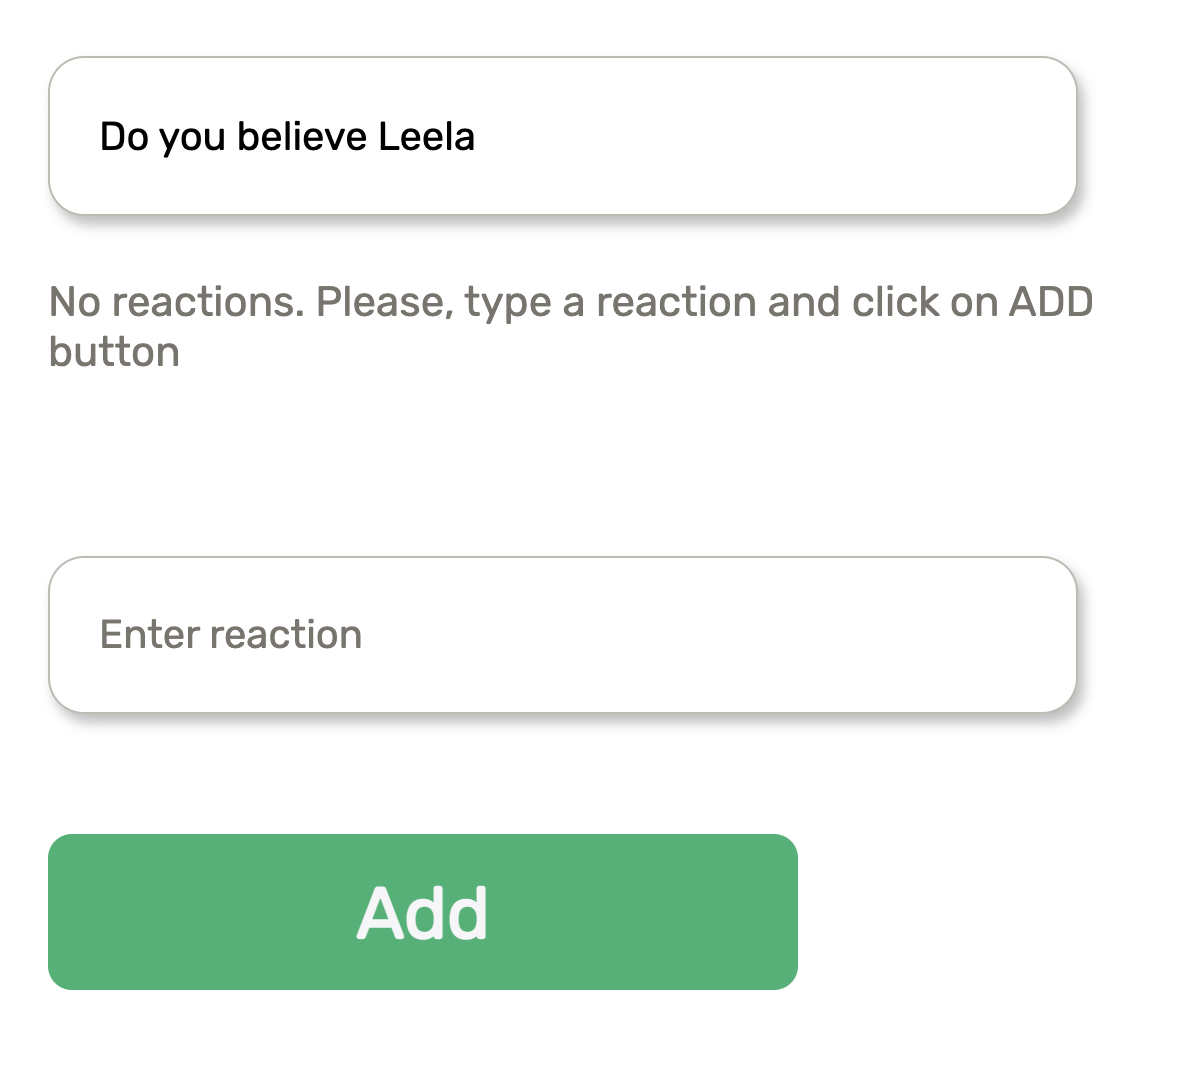 Do you believe Leela
No reactions. Please, type a reaction and click on ADD
button
Enter reaction
Add